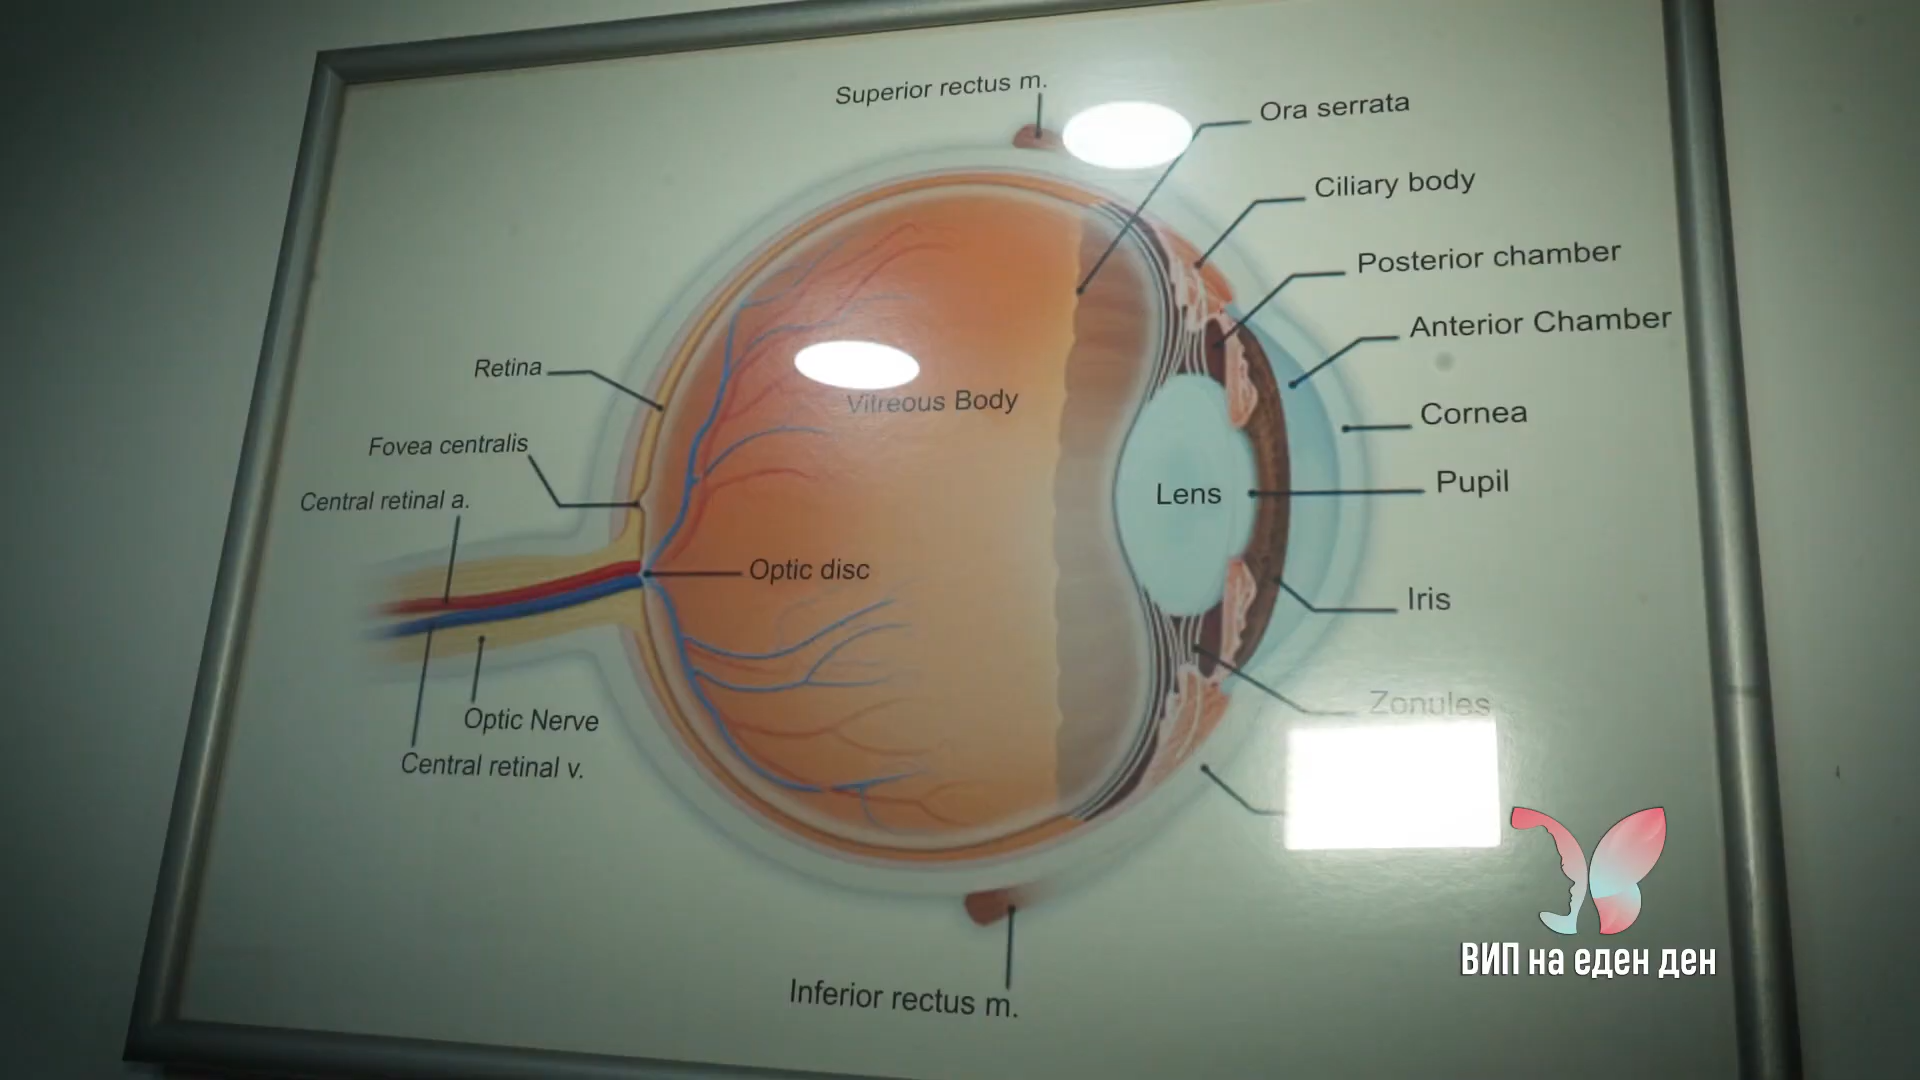 Superior rectus m.
Ora serrata
Ciliary body
Posterior chamber
Anterior Chamber
Retina
Vitreous Body
Cornea
Fovea centralis
Central retinal a.
Lens
Pupil
Optic disc
Iris
Optic Nerve
Zonules
Central retinal v.
Inferior rectus m.
ВИП на еден ден